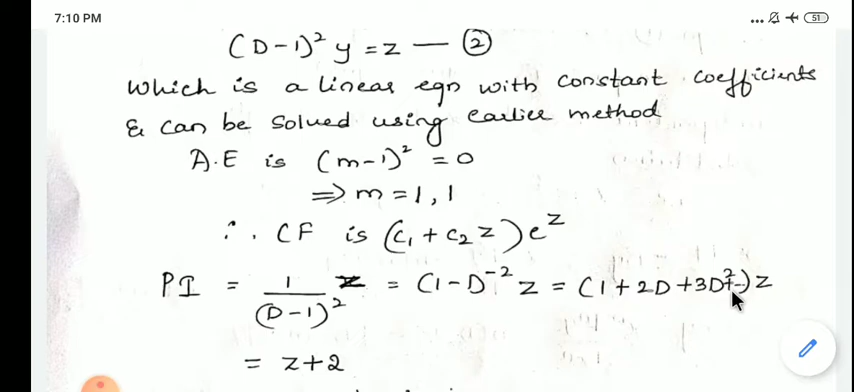 7:10 PM ... 51
(D-1)² y = z — ②
Which is a linear eqn with constant coefficients
& can be solved using earlier method
A.E is (m-1)² = 0
⇒ m = 1, 1
∴ CF is (c₁ + c₂ z) e^z
PI = 1/(D-1)² z = (1-D)⁻² z = (1 + 2D + 3D² + -) z
= z+2